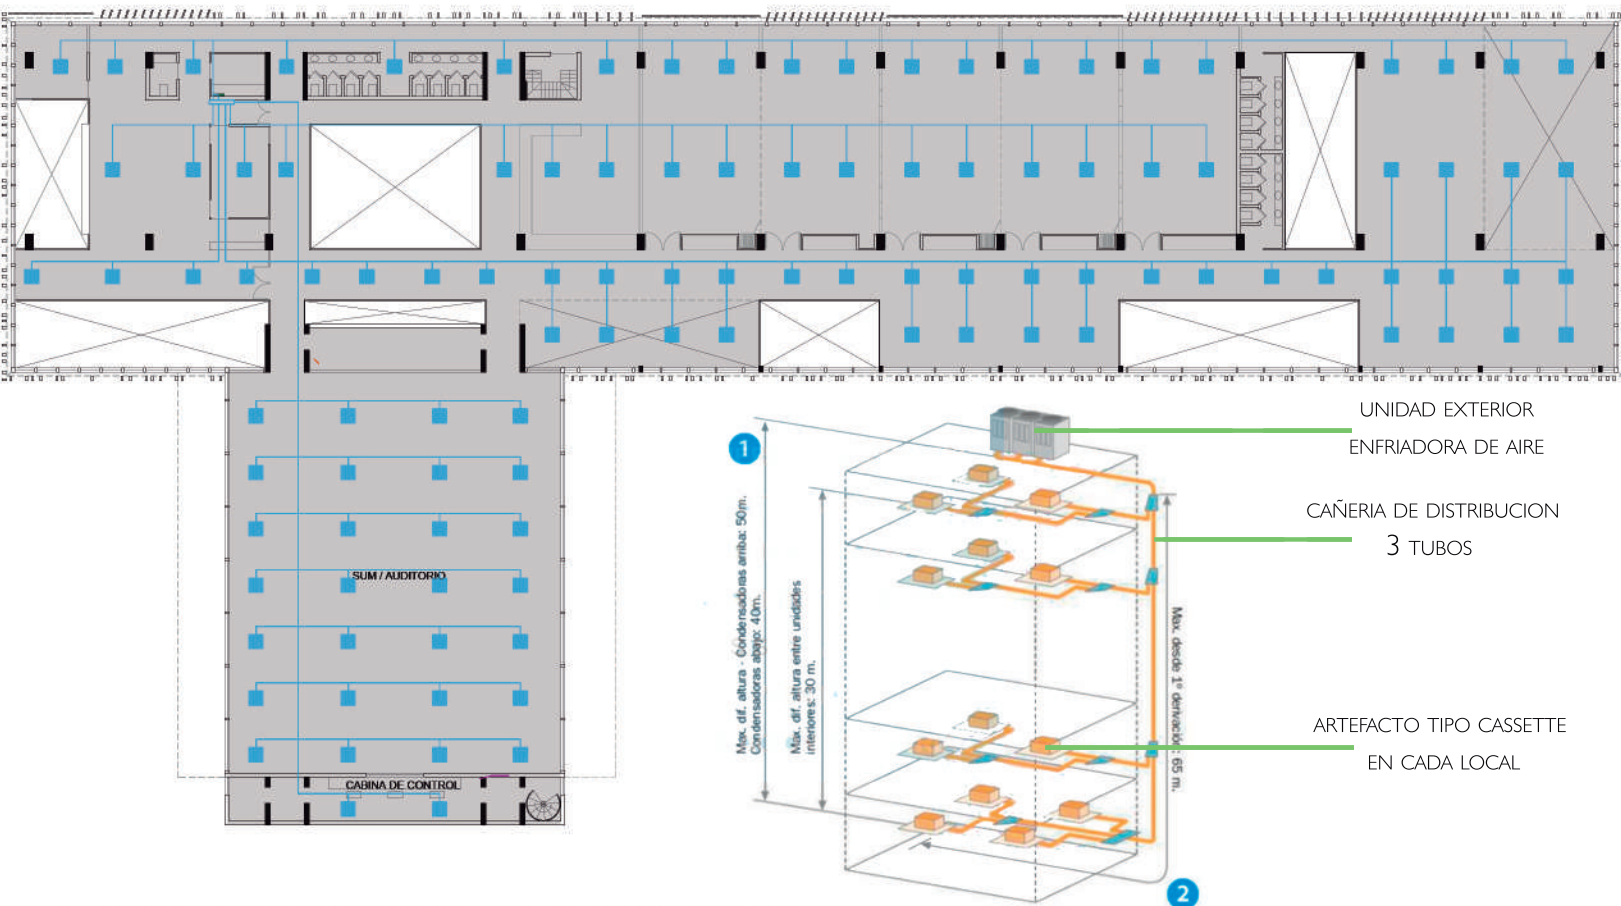 UNIDAD EXTERIOR
ENFRIADORA DE AIRE
1
CAÑERIA DE DISTRIBUCION
3 TUBOS
Max. dif. altura - Condensadoras arriba: 50m.
Condensadoras abajo: 40m.
Max. dif. altura entre unidades
interiores: 30 m.
Max. desde 1º derivación: 65 m.
SUM / AUDITORIO
ARTEFACTO TIPO CASSETTE
EN CADA LOCAL
CABINA DE CONTROL
2